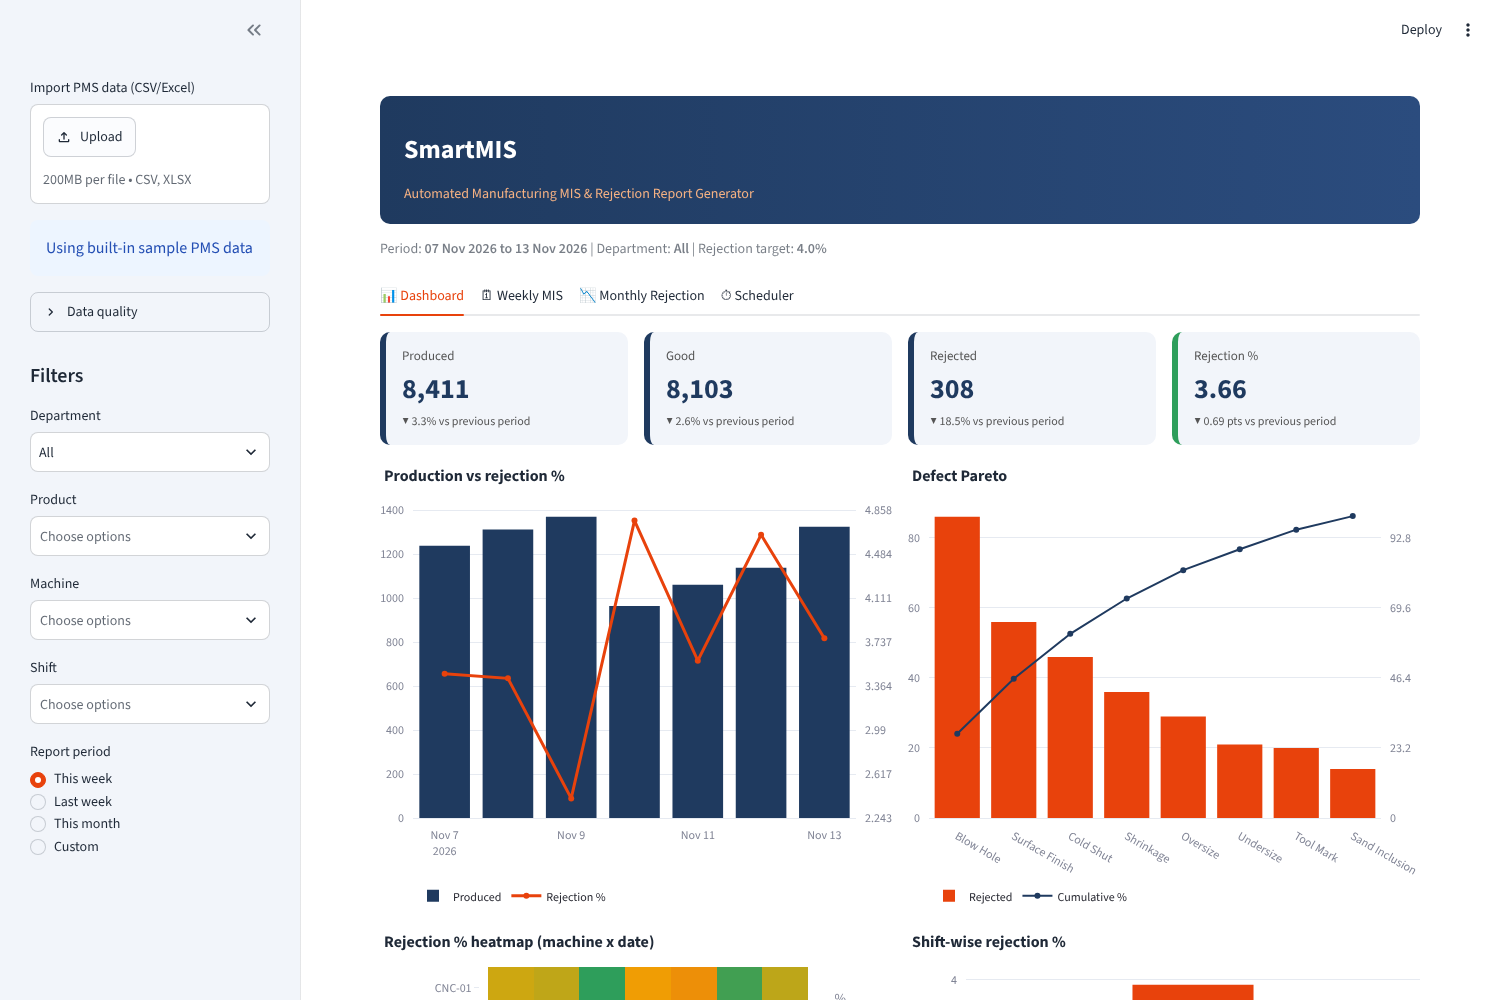 Deploy
Import PMS data (CSV/Excel)
Upload
200MB per file • CSV, XLSX
Using built-in sample PMS data
Data quality
Filters
Department
All
Product
Choose options
Machine
Choose options
Shift
Choose options
Report period
This week
Last week
This month
Custom
SmartMIS
Automated Manufacturing MIS & Rejection Report Generator
Period: 07 Nov 2026 to 13 Nov 2026 | Department: All | Rejection target: 4.0%
📊 Dashboard
🗓 Weekly MIS
📉 Monthly Rejection
⏱ Scheduler
Produced
8,411
▼ 3.3% vs previous period
Good
8,103
▼ 2.6% vs previous period
Rejected
308
▼ 18.5% vs previous period
Rejection %
3.66
▼ 0.69 pts vs previous period
Production vs rejection %
1400
1200
1000
800
600
400
200
0
4.858
4.484
4.111
3.737
3.364
2.99
2.617
2.243
Nov 7
2026
Nov 9
Nov 11
Nov 13
Produced
Rejection %
Defect Pareto
80
60
40
20
0
92.8
69.6
46.4
23.2
0
Blow Hole
Surface Finish
Cold Shut
Shrinkage
Oversize
Undersize
Tool Mark
Sand Inclusion
Rejected
Cumulative %
Rejection % heatmap (machine x date)
CNC-01
%
Shift-wise rejection %
4